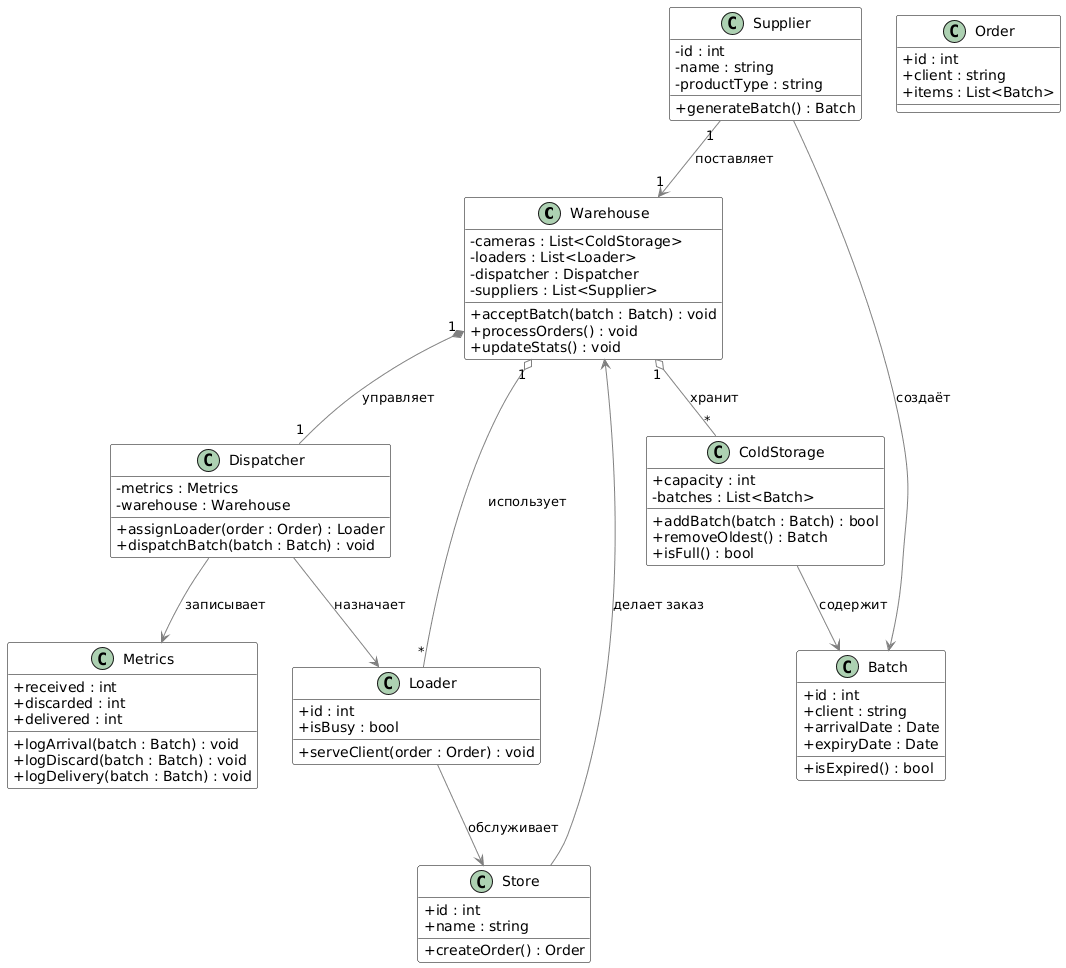 C Supplier
-id : int
-name : string
-productType : string
+generateBatch() : Batch
C Order
+id : int
+client : string
+items : List<Batch>
1
поставляет
1
C Warehouse
-cameras : List<ColdStorage>
-loaders : List<Loader>
-dispatcher : Dispatcher
-suppliers : List<Supplier>
+acceptBatch(batch : Batch) : void
+processOrders() : void
+updateStats() : void
1
1
1
управляет
хранит
создаёт
1
*
C Dispatcher
-metrics : Metrics
-warehouse : Warehouse
+assignLoader(order : Order) : Loader
+dispatchBatch(batch : Batch) : void
использует
C ColdStorage
+capacity : int
-batches : List<Batch>
+addBatch(batch : Batch) : bool
+removeOldest() : Batch
+isFull() : bool
записывает
назначает
делает заказ
содержит
*
C Metrics
+received : int
+discarded : int
+delivered : int
+logArrival(batch : Batch) : void
+logDiscard(batch : Batch) : void
+logDelivery(batch : Batch) : void
C Loader
+id : int
+isBusy : bool
+serveClient(order : Order) : void
C Batch
+id : int
+client : string
+arrivalDate : Date
+expiryDate : Date
+isExpired() : bool
обслуживает
C Store
+id : int
+name : string
+createOrder() : Order